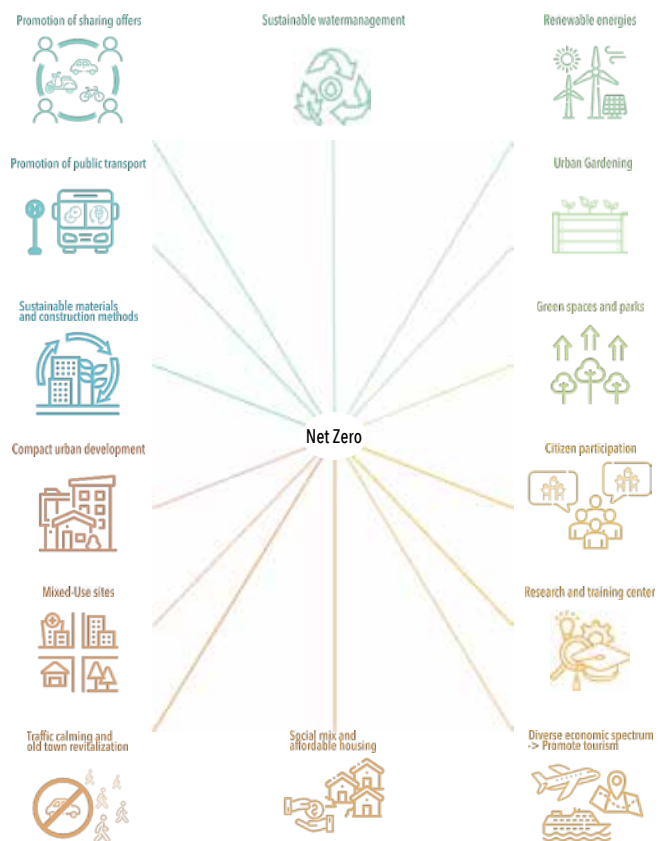 Promotion of sharing offers
Sustainable watermanagement
Renewable energies
Promotion of public transport
Urban Gardening
Sustainable materials
and construction methods
Green spaces and parks
Net Zero
Compact urban development
Citizen participation
Mixed-Use sites
Research and training center
Traffic calming and
old town revitalization
Social mix and
affordable housing
Diverse economic spectrum
-> Promote tourism